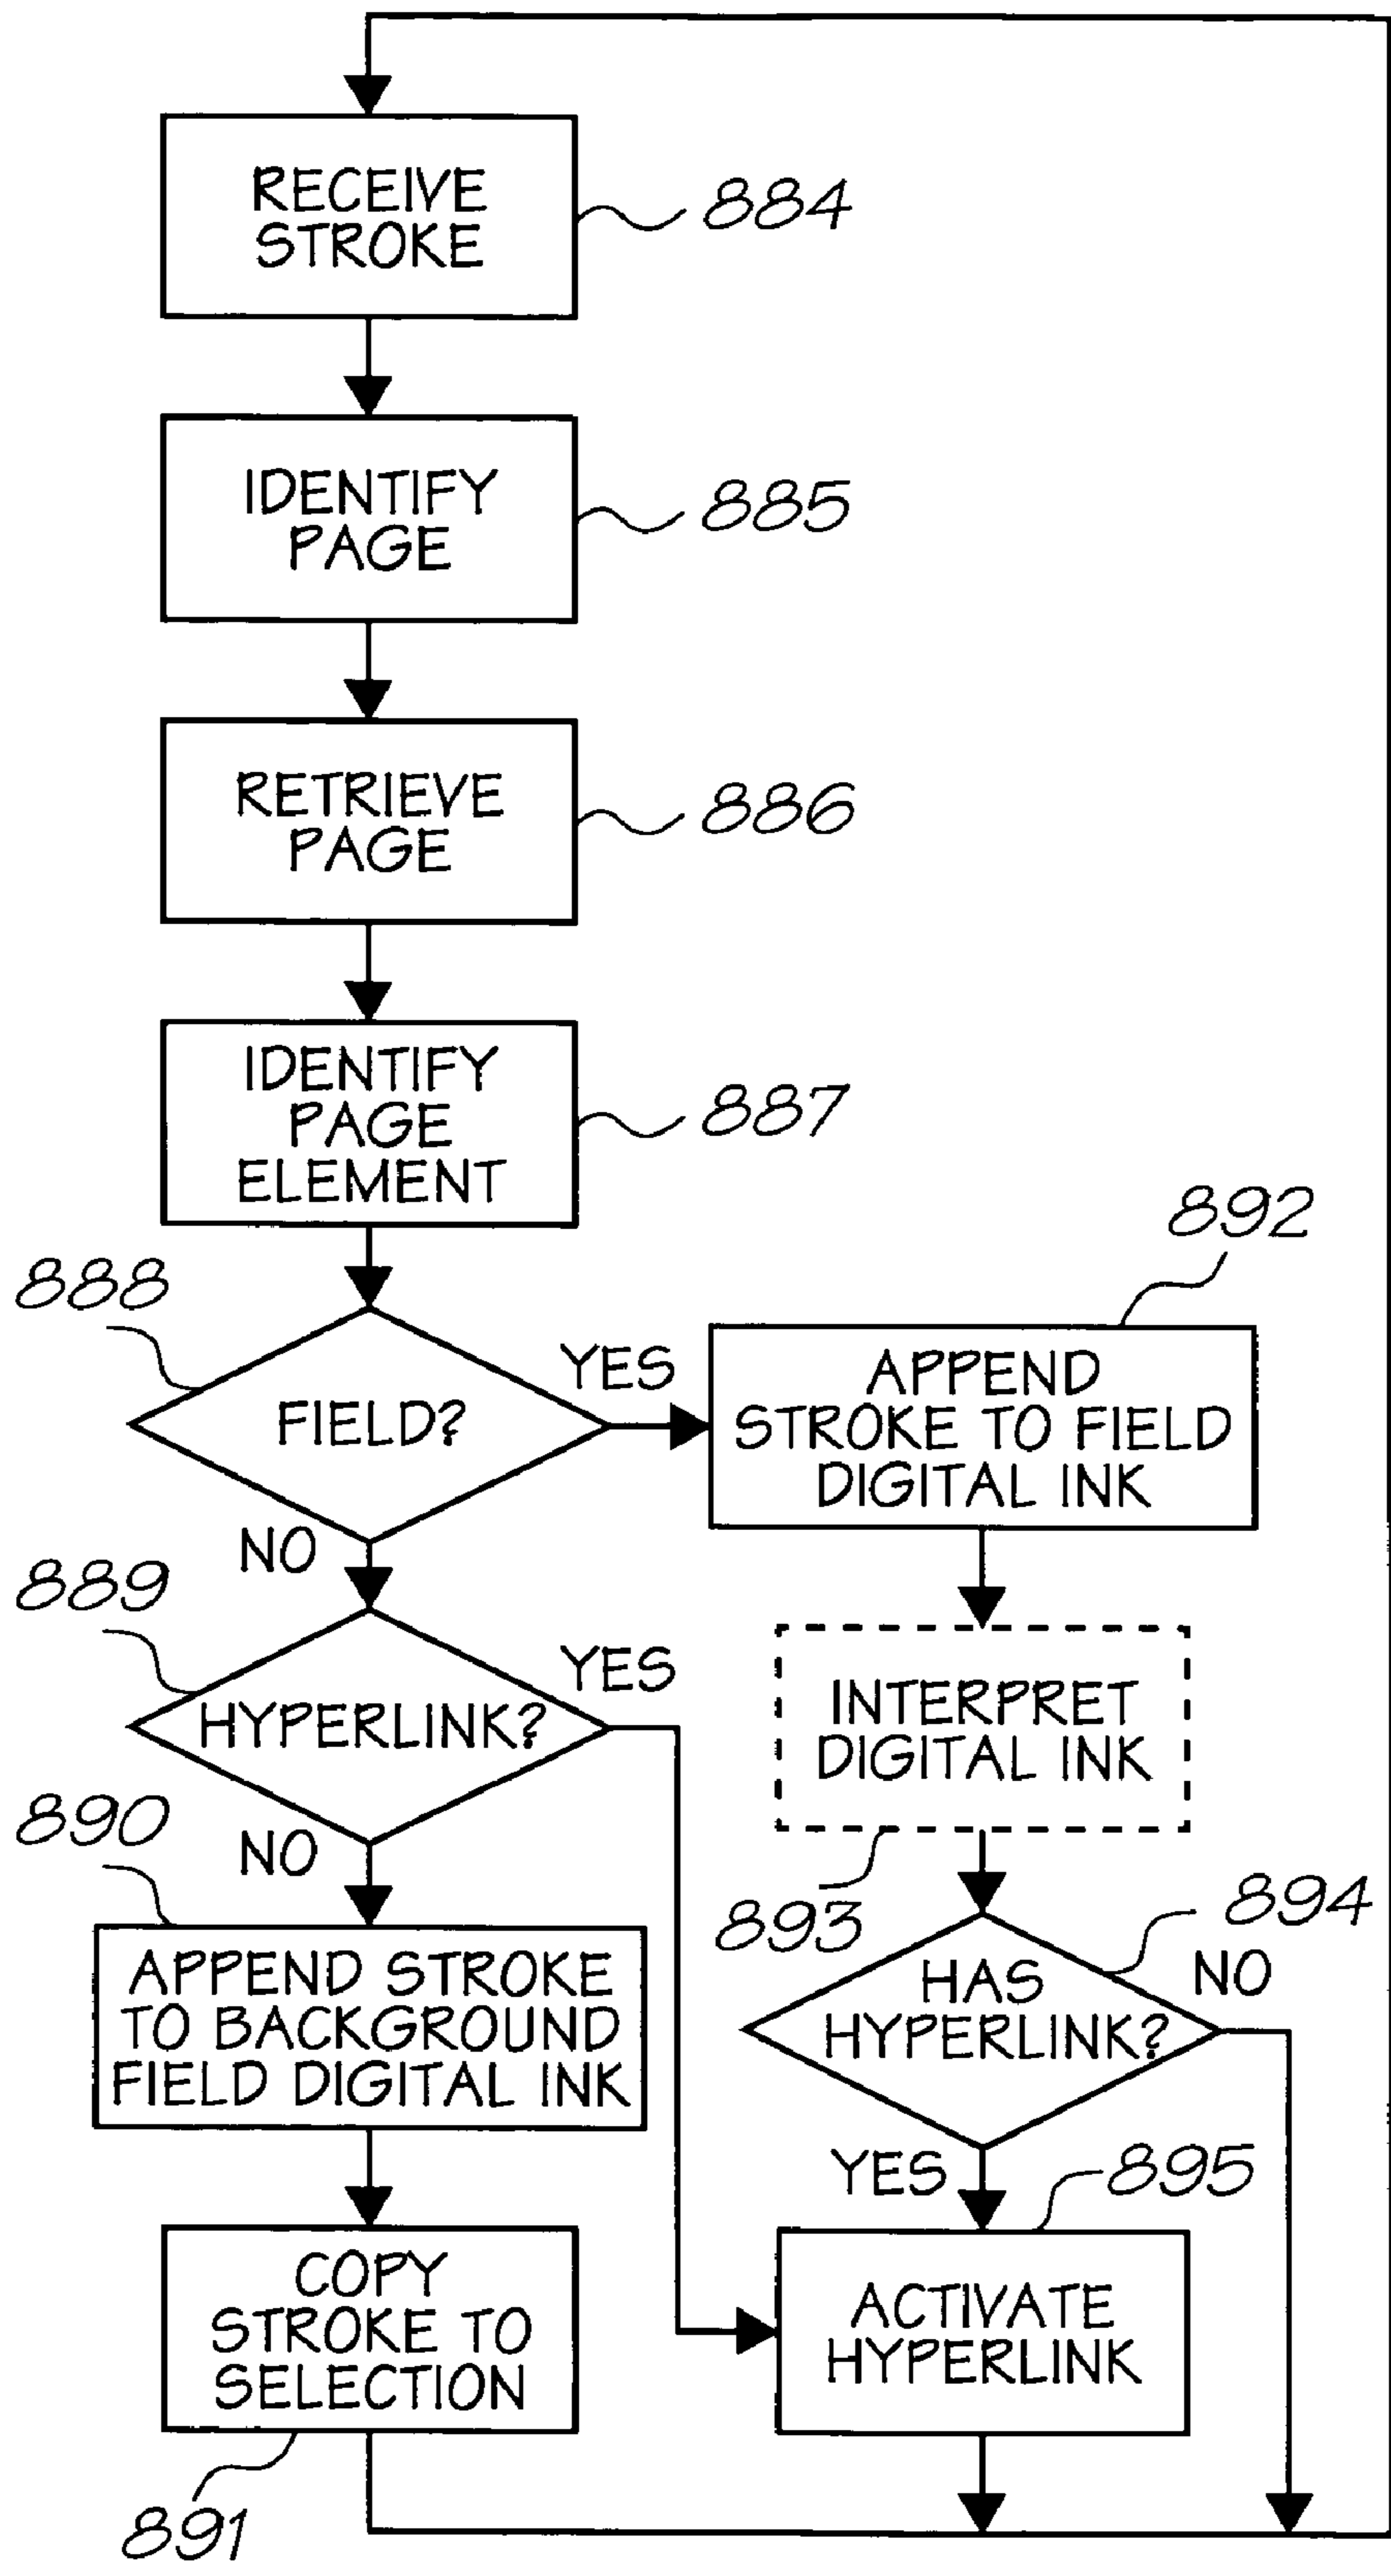 RECEIVE
STROKE
884
IDENTIFY
PAGE
885
RETRIEVE
PAGE
886
IDENTIFY
PAGE
ELEMENT
887
888
FIELD?
YES
NO
892
APPEND
STROKE TO FIELD
DIGITAL INK
889
HYPERLINK?
YES
NO
INTERPRET
DIGITAL INK
893
890
APPEND STROKE
TO BACKGROUND
FIELD DIGITAL INK
894
HAS
HYPERLINK?
NO
YES
895
COPY
STROKE TO
SELECTION
891
ACTIVATE
HYPERLINK